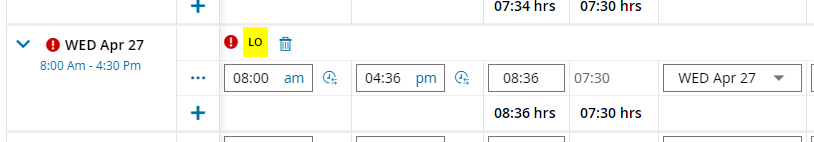 07:34 hrs 07:30 hrs
WED Apr 27 LO
8:00 Am - 4:30 Pm
08:00 am 04:36 pm 08:36 07:30 WED Apr 27
08:36 hrs 07:30 hrs